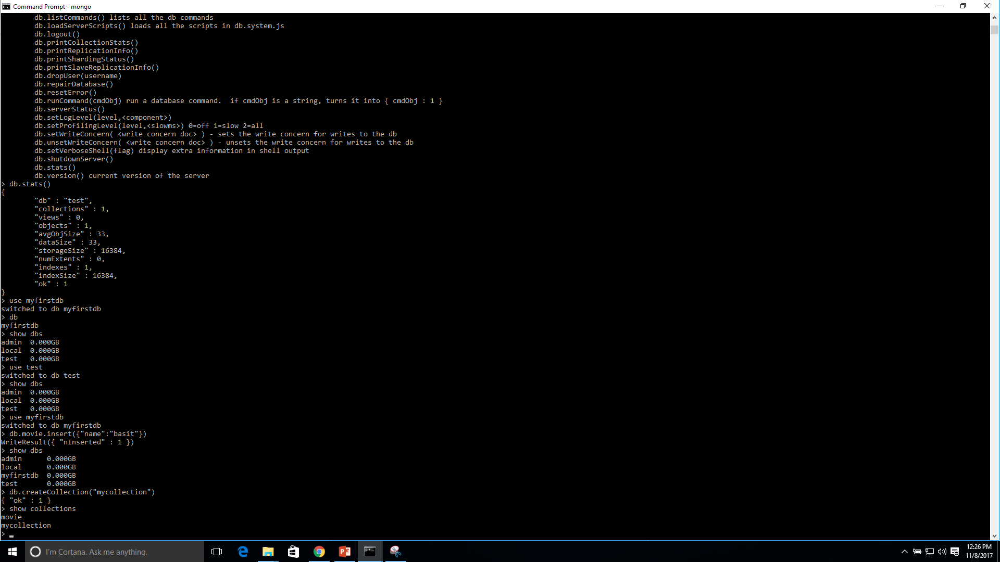 Command Prompt - mongo
db.listCommands() lists all the db commands
db.loadServerScripts() loads all the scripts in db.system.js
db.logout()
db.printCollectionStats()
db.printReplicationInfo()
db.printShardingStatus()
db.printSlaveReplicationInfo()
db.dropUser(username)
db.repairDatabase()
db.resetError()
db.runCommand(cmdObj) run a database command.  if cmdObj is a string, turns it into { cmdObj : 1 }
db.serverStatus()
db.setLogLevel(level,<component>)
db.setProfilingLevel(level,<slowms>) 0=off 1=slow 2=all
db.setWriteConcern( <write concern doc> ) - sets the write concern for writes to the db
db.unsetWriteConcern( <write concern doc> ) - unsets the write concern for writes to the db
db.setVerboseShell(flag) display extra information in shell output
db.shutdownServer()
db.stats()
db.version() current version of the server
> db.stats()
{
"db" : "test",
"collections" : 1,
"views" : 0,
"objects" : 1,
"avgObjSize" : 33,
"dataSize" : 33,
"storageSize" : 16384,
"numExtents" : 0,
"indexes" : 1,
"indexSize" : 16384,
"ok" : 1
}
> use myfirstdb
switched to db myfirstdb
> db
myfirstdb
> show dbs
admin  0.000GB
local  0.000GB
test   0.000GB
> use test
switched to db test
> show dbs
admin  0.000GB
local  0.000GB
test   0.000GB
> use myfirstdb
switched to db myfirstdb
> db.movie.insert({"name":"basit"})
WriteResult({ "nInserted" : 1 })
> show dbs
admin      0.000GB
local      0.000GB
myfirstdb  0.000GB
test       0.000GB
> db.createCollection("mycollection")
{ "ok" : 1 }
> show collections
movie
mycollection
>
I'm Cortana. Ask me anything.
12:26 PM
11/8/2017